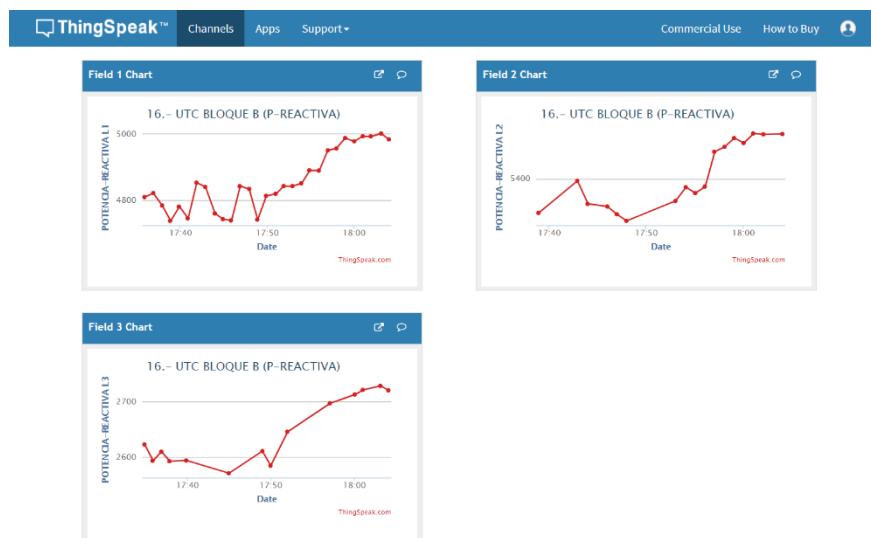 ThingSpeak™ Channels Apps Support Commercial Use How to Buy
Field 1 Chart
16.- UTC BLOQUE B (P-REACTIVA)
POTENCIA-REACTIVA L1
5000
4800
17:40 17:50 18:00
Date
ThingSpeak.com
Field 2 Chart
16.- UTC BLOQUE B (P-REACTIVA)
POTENCIA-REACTIVA L2
5400
17:40 17:50 18:00
Date
ThingSpeak.com
Field 3 Chart
16.- UTC BLOQUE B (P-REACTIVA)
POTENCIA-REACTIVA L3
2700
2600
17:40 17:50 18:00
Date
ThingSpeak.com